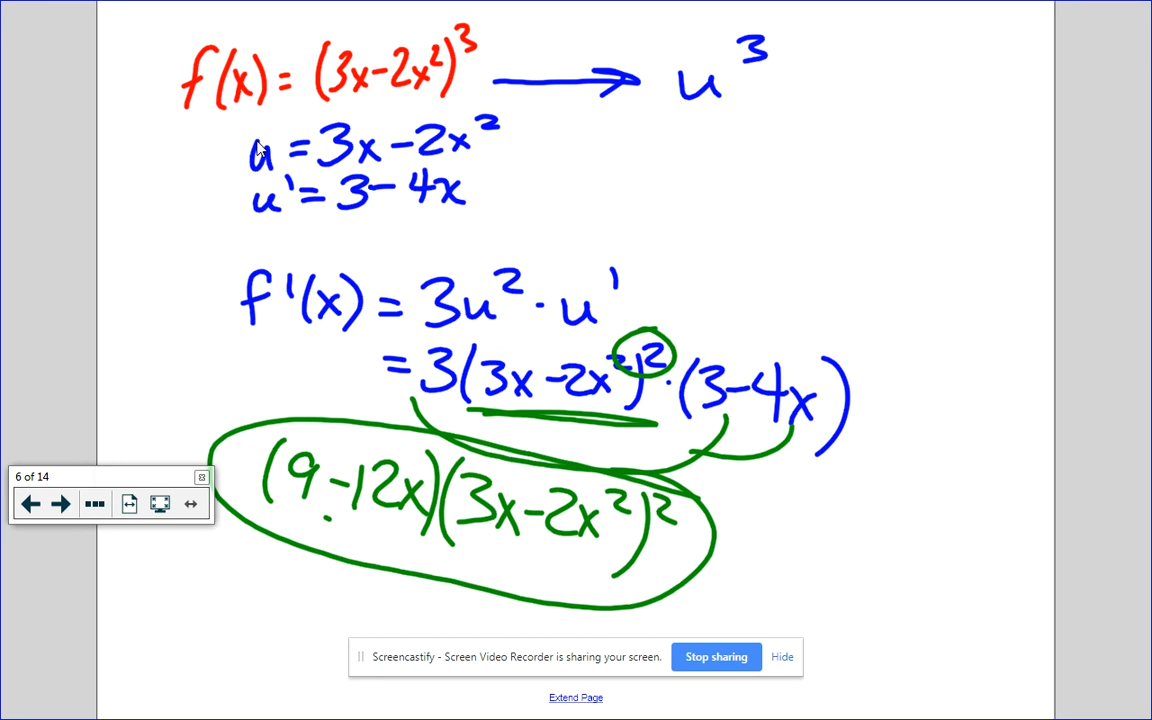 f(x) = (3x-2x²)³ → u³
u = 3x-2x²
u' = 3-4x
f'(x) = 3u² · u'
= 3(3x-2x²)² · (3-4x)
(9-12x)(3x-2x²)²
6 of 14
Screencastify - Screen Video Recorder is sharing your screen. Stop sharing Hide
Extend Page